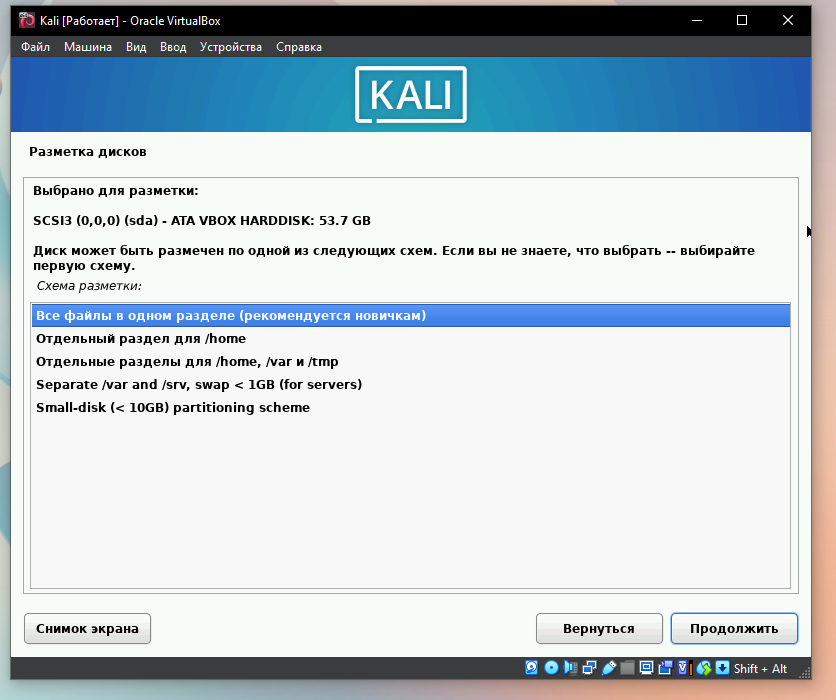 Kali [Работает] - Oracle VirtualBox
Файл Машина Вид Ввод Устройства Справка
KALI
Разметка дисков
Выбрано для разметки:
SCSI3 (0,0,0) (sda) - ATA VBOX HARDDISK: 53.7 GB
Диск может быть размечен по одной из следующих схем. Если вы не знаете, что выбрать -- выбирайте
первую схему.
Схема разметки:
Все файлы в одном разделе (рекомендуется новичкам)
Отдельный раздел для /home
Отдельные разделы для /home, /var и /tmp
Separate /var and /srv, swap < 1GB (for servers)
Small-disk (< 10GB) partitioning scheme
Снимок экрана Вернуться Продолжить
Shift + Alt